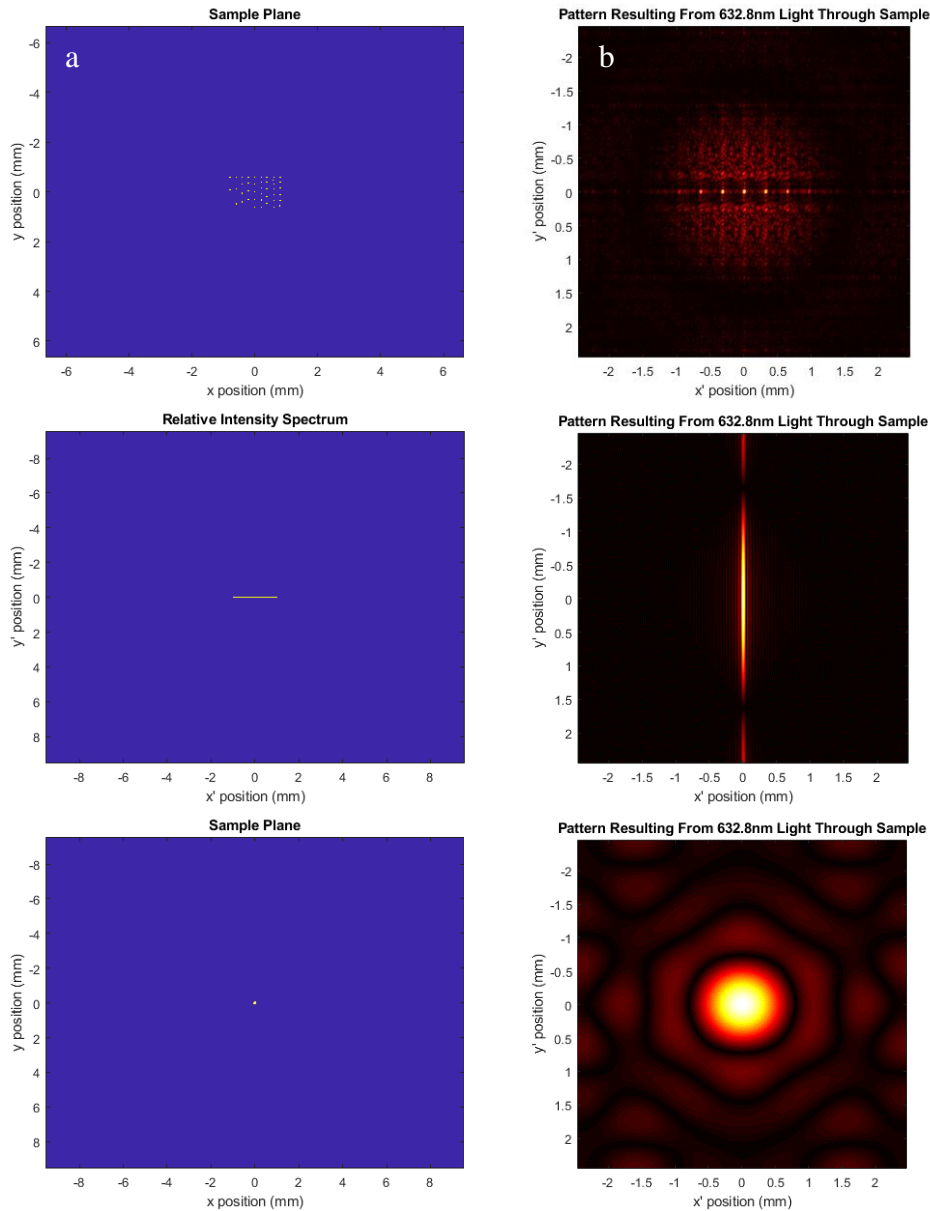 Sample Plane
a
-6
-4
-2
0
2
4
6
y position (mm)
-6 -4 -2 0 2 4 6
x position (mm)
Pattern Resulting From 632.8nm Light Through Sample
b
-2
-1.5
-1
-0.5
0
0.5
1
1.5
2
y' position (mm)
-2 -1.5 -1 -0.5 0 0.5 1 1.5 2
x' position (mm)
Relative Intensity Spectrum
-8
-6
-4
-2
0
2
4
6
8
y' position (mm)
-8 -6 -4 -2 0 2 4 6 8
x' position (mm)
Pattern Resulting From 632.8nm Light Through Sample
-2
-1.5
-1
-0.5
0
0.5
1
1.5
2
y' position (mm)
-2 -1.5 -1 -0.5 0 0.5 1 1.5 2
x' position (mm)
Sample Plane
-8
-6
-4
-2
0
2
4
6
8
y position (mm)
-8 -6 -4 -2 0 2 4 6 8
x position (mm)
Pattern Resulting From 632.8nm Light Through Sample
-2
-1.5
-1
-0.5
0
0.5
1
1.5
2
y' position (mm)
-2 -1.5 -1 -0.5 0 0.5 1 1.5 2
x' position (mm)